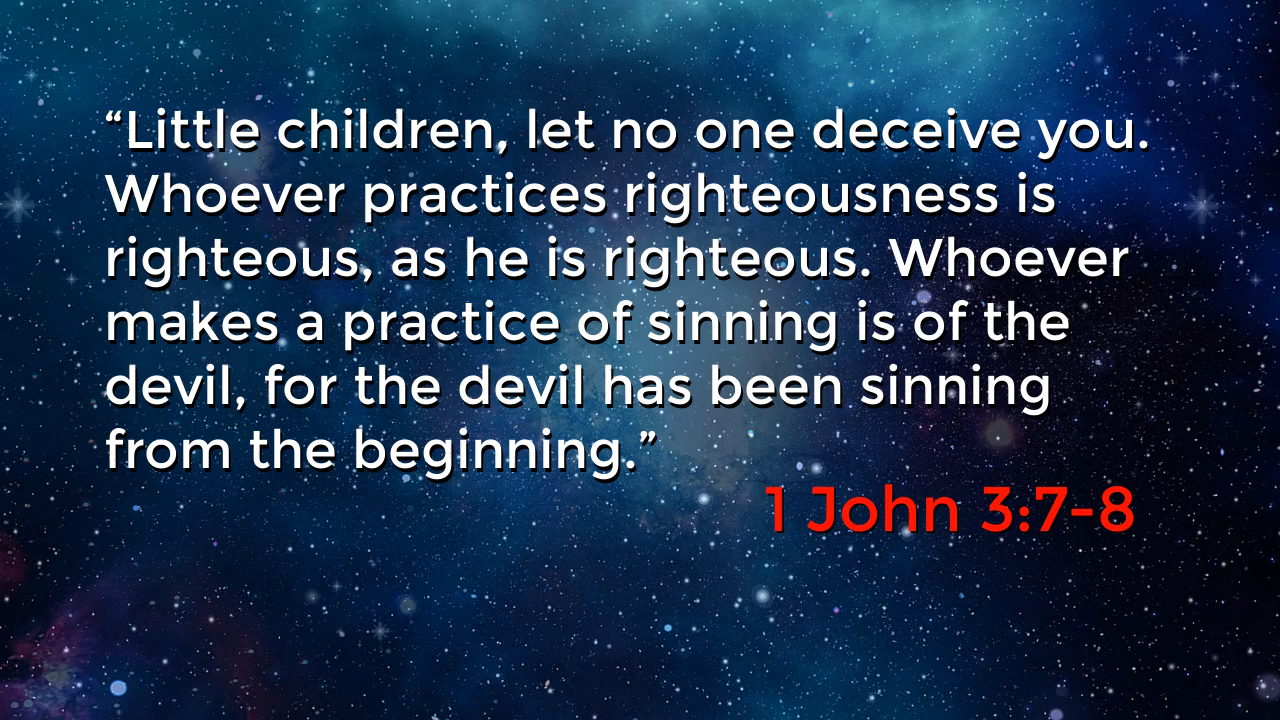 “Little children, let no one deceive you.
Whoever practices righteousness is
righteous, as he is righteous. Whoever
makes a practice of sinning is of the
devil, for the devil has been sinning
from the beginning.”
1 John 3:7-8